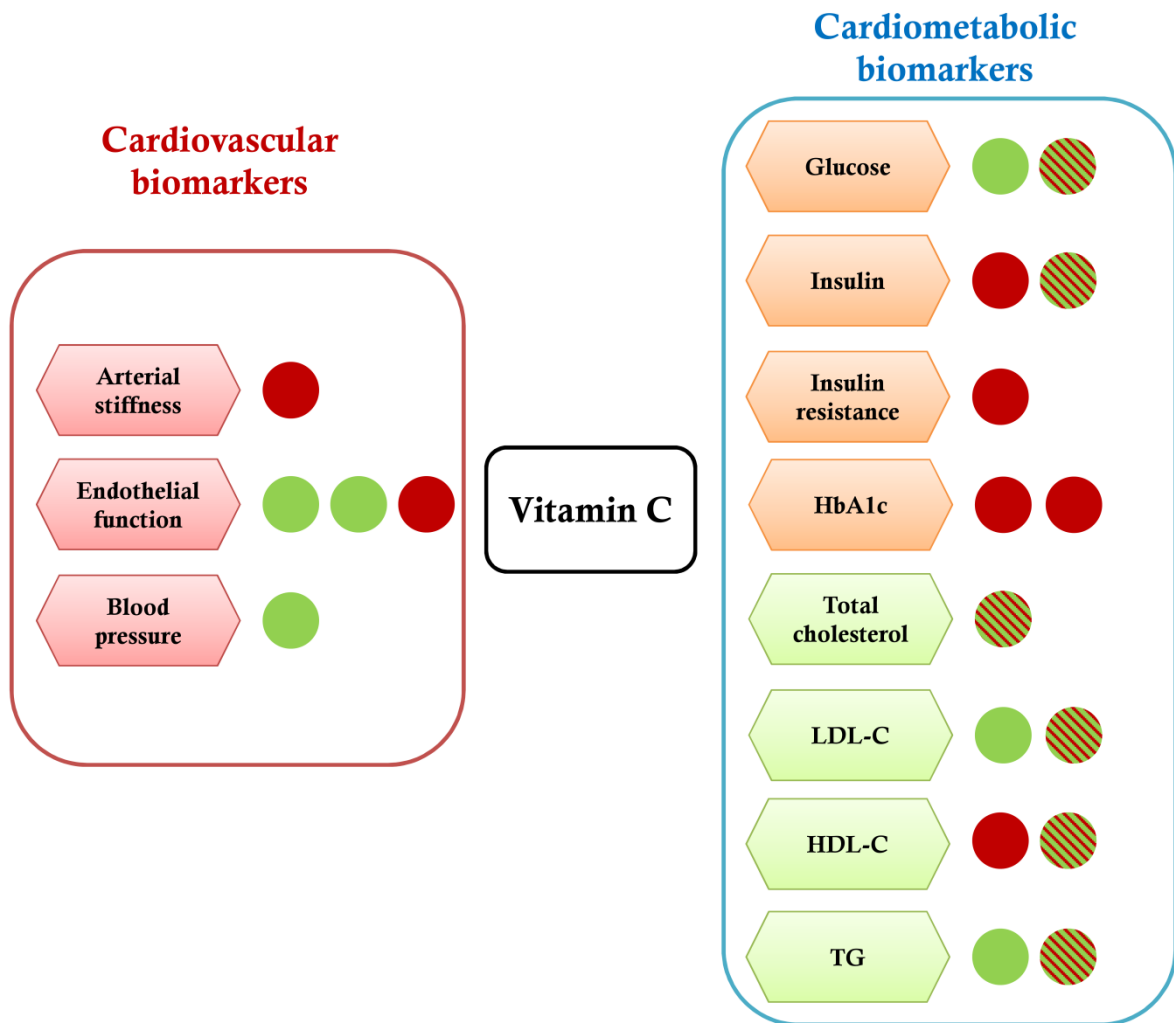 Cardiovascular
biomarkers
Arterial
stiffness
Endothelial
function
Blood
pressure
Vitamin C
Cardiometabolic
biomarkers
Glucose
Insulin
Insulin
resistance
HbA1c
Total
cholesterol
LDL-C
HDL-C
TG